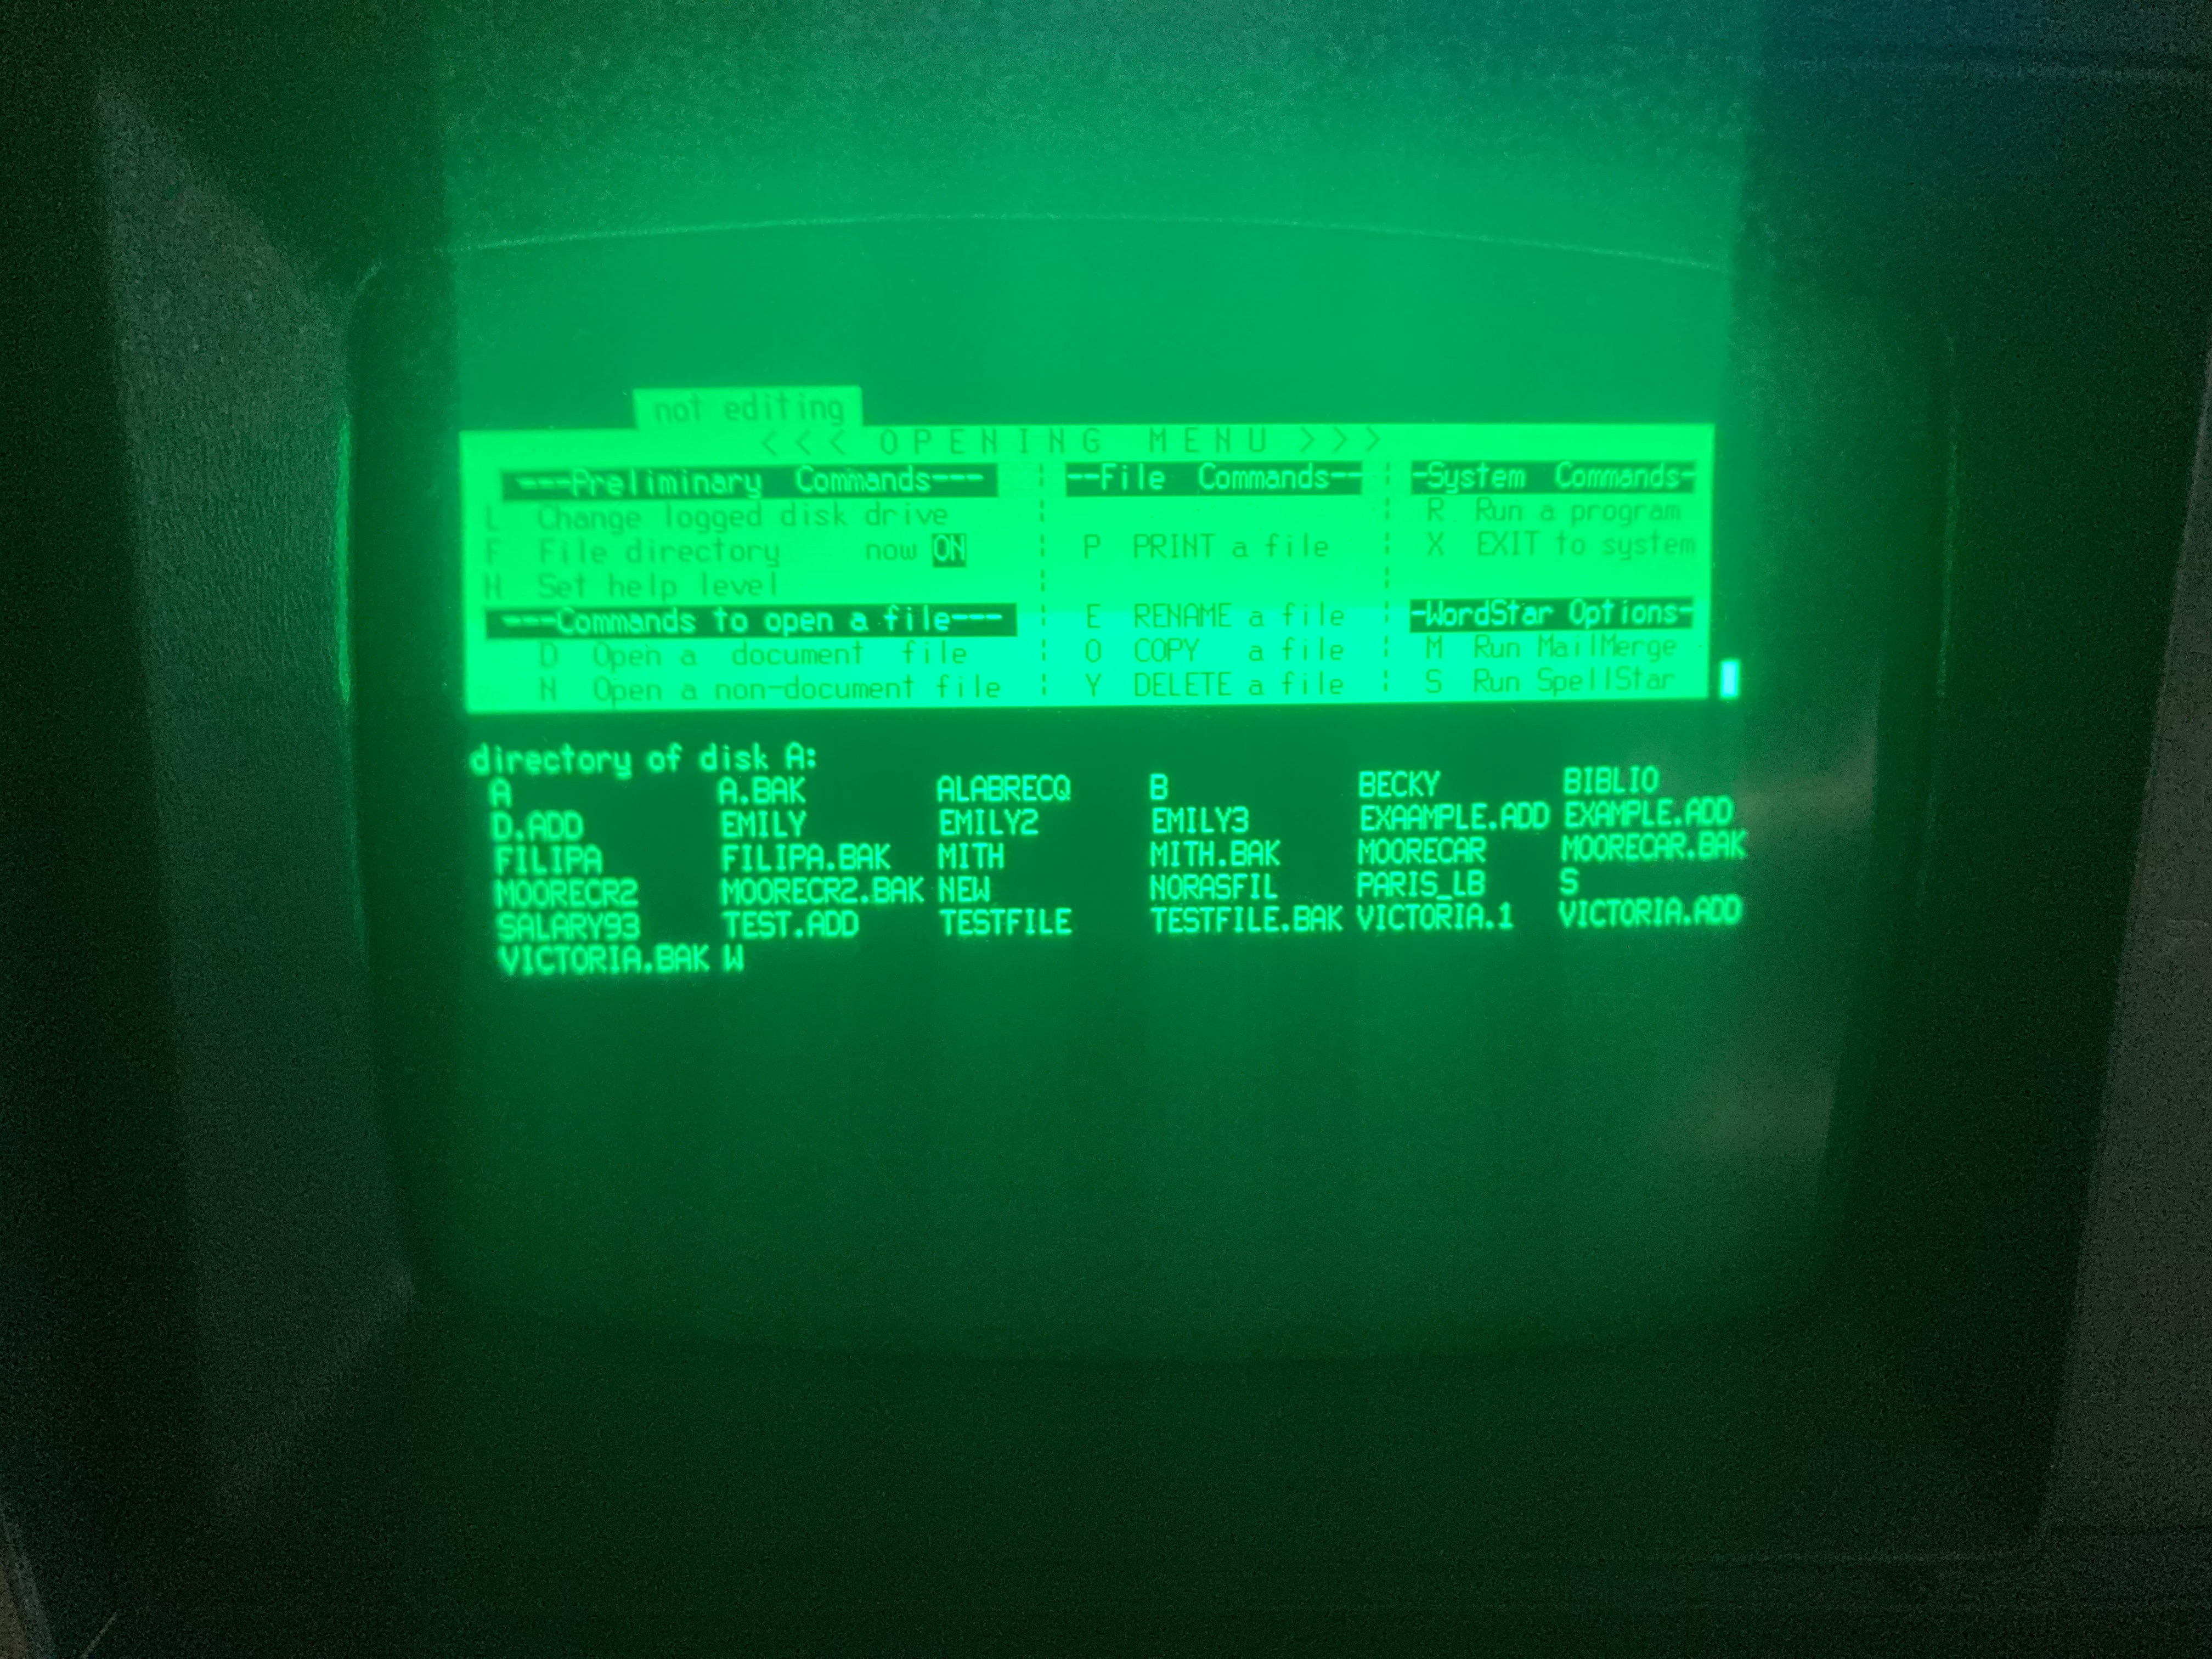 not editing
< < < O P E N I N G   M E N U > > >
---Preliminary Commands--- --File Commands-- -System Commands-
L Change logged disk drive R Run a program
F File directory now ON P PRINT a file X EXIT to system
H Set help level
---Commands to open a file--- E RENAME a file -WordStar Options-
D Open a document file O COPY a file M Run MailMerge
N Open a non-document file Y DELETE a file S Run SpellStar
directory of disk A:
A A.BAK ALABRECQ B BECKY BIBLIO
D.ADD EMILY EMILY2 EMILY3 EXAAMPLE.ADD EXAMPLE.ADD
FILIPA FILIPA.BAK MITH MITH.BAK MOORECAR MOORECAR.BAK
MOORECR2 MOORECR2.BAK NEW NORASFIL PARIS_LB S
SALARY93 TEST.ADD TESTFILE TESTFILE.BAK VICTORIA.1 VICTORIA.ADD
VICTORIA.BAK W